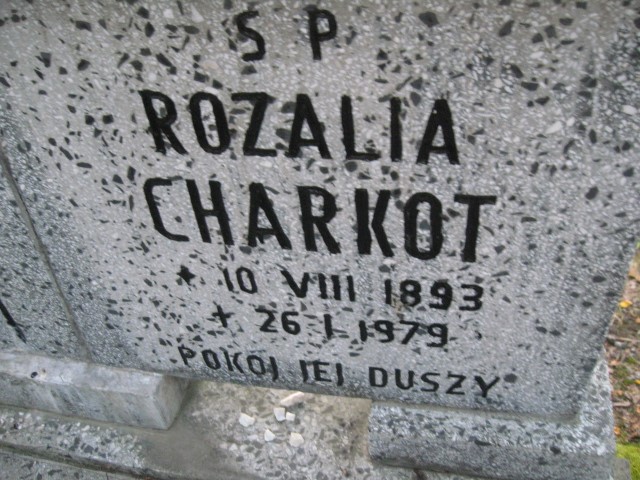 S P
ROZALIA
CHARKOT
* 10 VIII 1893
+ 26 I 1979
POKOJ JEJ DUSZY